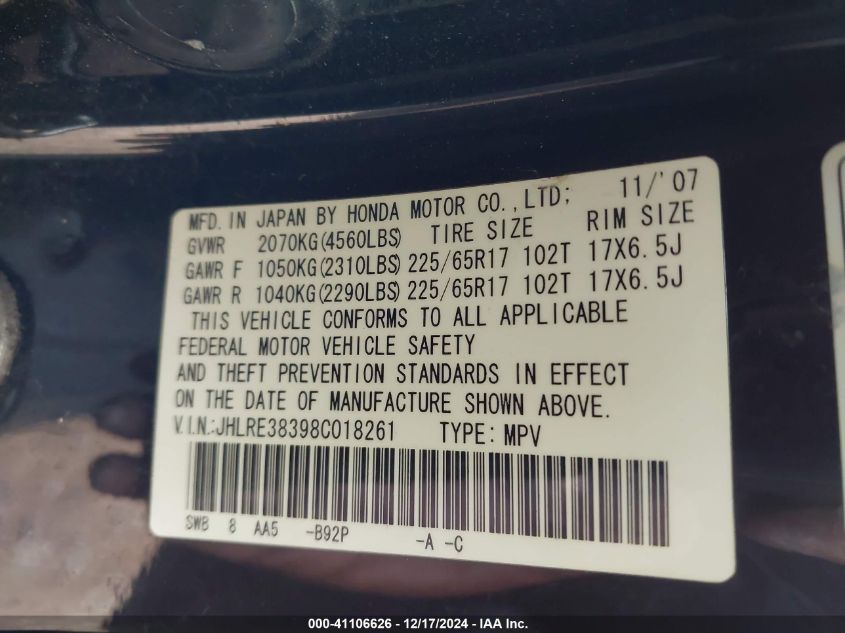 MFD. IN JAPAN BY HONDA MOTOR CO., LTD; 11/'07
GVWR 2070KG(4560LBS) TIRE SIZE RIM SIZE
GAWR F 1050KG(2310LBS) 225/65R17 102T 17X6.5J
GAWR R 1040KG(2290LBS) 225/65R17 102T 17X6.5J
THIS VEHICLE CONFORMS TO ALL APPLICABLE
FEDERAL MOTOR VEHICLE SAFETY
AND THEFT PREVENTION STANDARDS IN EFFECT
ON THE DATE OF MANUFACTURE SHOWN ABOVE.
V.I.N.:JHLRE38398C018261 TYPE: MPV
SWB 8 AA5 -B92P -A -C
000-41106626 - 12/17/2024 - IAA Inc.